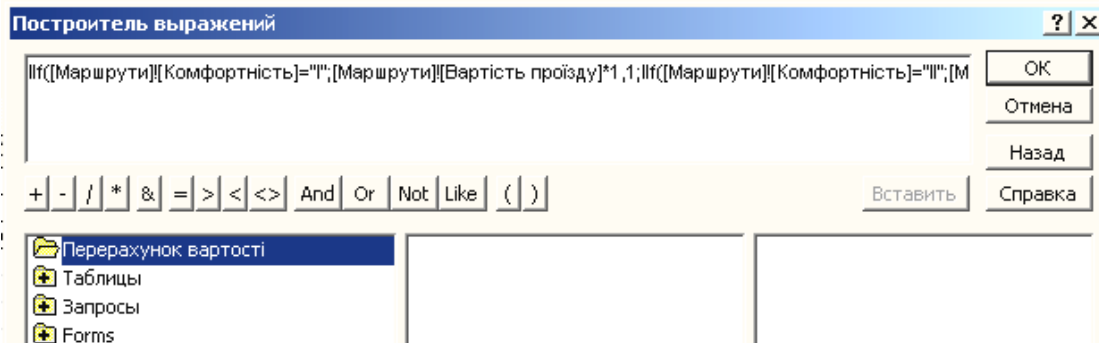 Построитель выражений
IIf([Маршрути]![Комфортність]="I";[Маршрути]![Вартість проїзду]*1,1;IIf([Маршрути]![Комфортність]="II";[М
ОК
Отмена
Назад
+ - / * & = > < <> And Or Not Like ( ) Вставить Справка
Перерахунок вартості
Таблицы
Запросы
Forms